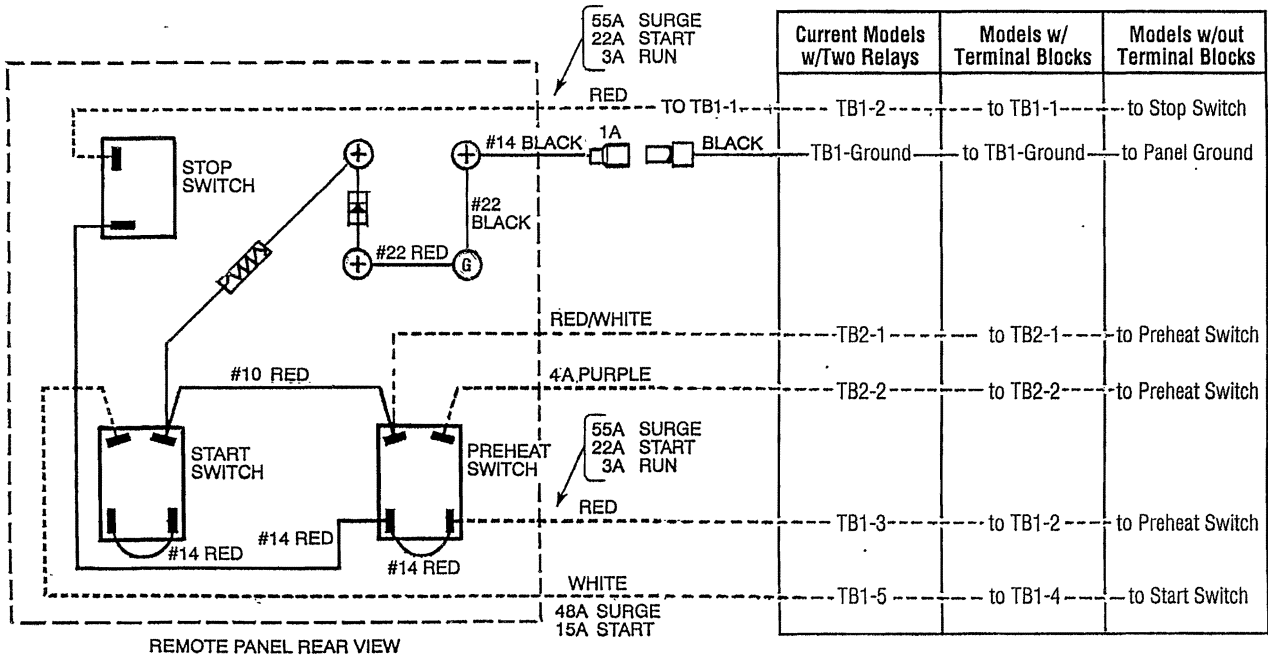 55A SURGE
22A START
3A RUN
Current Models
w/Two Relays
Models w/
Terminal Blocks
Models w/out
Terminal Blocks
RED
TO TB1-1
TB1-2
to TB1-1
to Stop Switch
STOP
SWITCH
#14 BLACK
1A
BLACK
TB1-Ground
to TB1-Ground
to Panel Ground
#22
BLACK
#22 RED
G
RED/WHITE
TB2-1
to TB2-1
to Preheat Switch
#10 RED
4A PURPLE
TB2-2
to TB2-2
to Preheat Switch
START
SWITCH
PREHEAT
SWITCH
55A SURGE
22A START
3A RUN
RED
TB1-3
to TB1-2
to Preheat Switch
#14 RED
#14 RED
#14 RED
WHITE
TB1-5
to TB1-4
to Start Switch
48A SURGE
15A START
REMOTE PANEL REAR VIEW